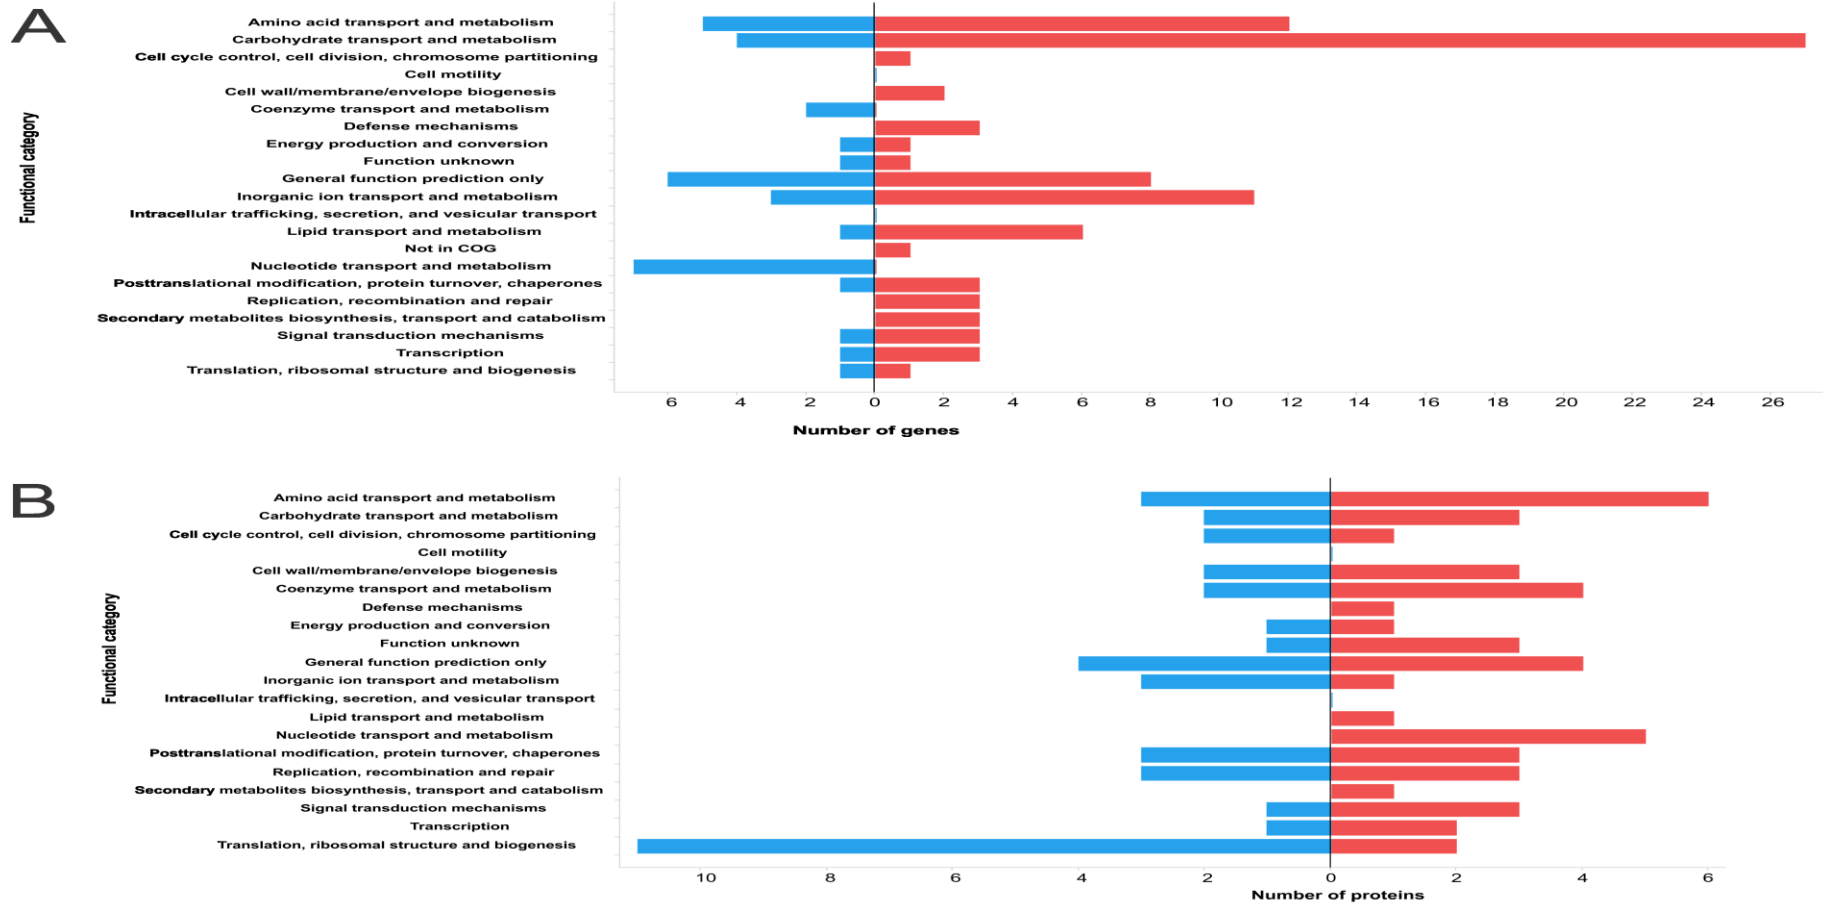 A
Functional category
Amino acid transport and metabolism
Carbohydrate transport and metabolism
Cell cycle control, cell division, chromosome partitioning
Cell motility
Cell wall/membrane/envelope biogenesis
Coenzyme transport and metabolism
Defense mechanisms
Energy production and conversion
Function unknown
General function prediction only
Inorganic ion transport and metabolism
Intracellular trafficking, secretion, and vesicular transport
Lipid transport and metabolism
Not in COG
Nucleotide transport and metabolism
Posttranslational modification, protein turnover, chaperones
Replication, recombination and repair
Secondary metabolites biosynthesis, transport and catabolism
Signal transduction mechanisms
Transcription
Translation, ribosomal structure and biogenesis
6 4 2 0 2 4 6 8 10 12 14 16 18 20 22 24 26
Number of genes
B
Functional category
Amino acid transport and metabolism
Carbohydrate transport and metabolism
Cell cycle control, cell division, chromosome partitioning
Cell motility
Cell wall/membrane/envelope biogenesis
Coenzyme transport and metabolism
Defense mechanisms
Energy production and conversion
Function unknown
General function prediction only
Inorganic ion transport and metabolism
Intracellular trafficking, secretion, and vesicular transport
Lipid transport and metabolism
Nucleotide transport and metabolism
Posttranslational modification, protein turnover, chaperones
Replication, recombination and repair
Secondary metabolites biosynthesis, transport and catabolism
Signal transduction mechanisms
Transcription
Translation, ribosomal structure and biogenesis
10 8 6 4 2 0 2 4 6
Number of proteins